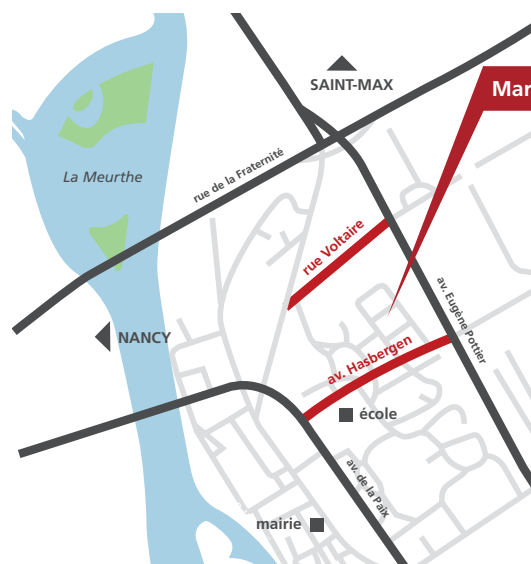 SAINT-MAX
Mar
La Meurthe
rue de la Fraternité
rue Voltaire
av. Eugène Pottier
NANCY
av. Hasbergen
école
av. de la Paix
mairie